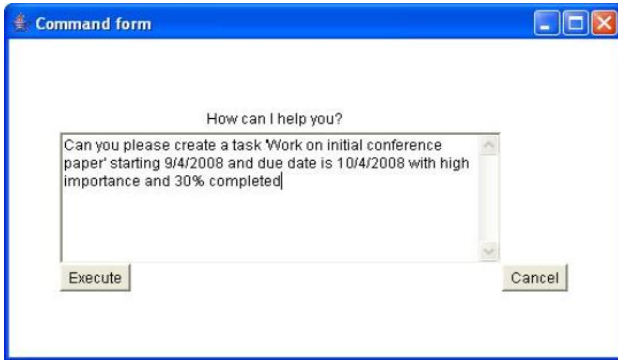 Command form
How can I help you?
Can you please create a task 'Work on initial conference
paper' starting 9/4/2008 and due date is 10/4/2008 with high
importance and 30% completed
Execute
Cancel